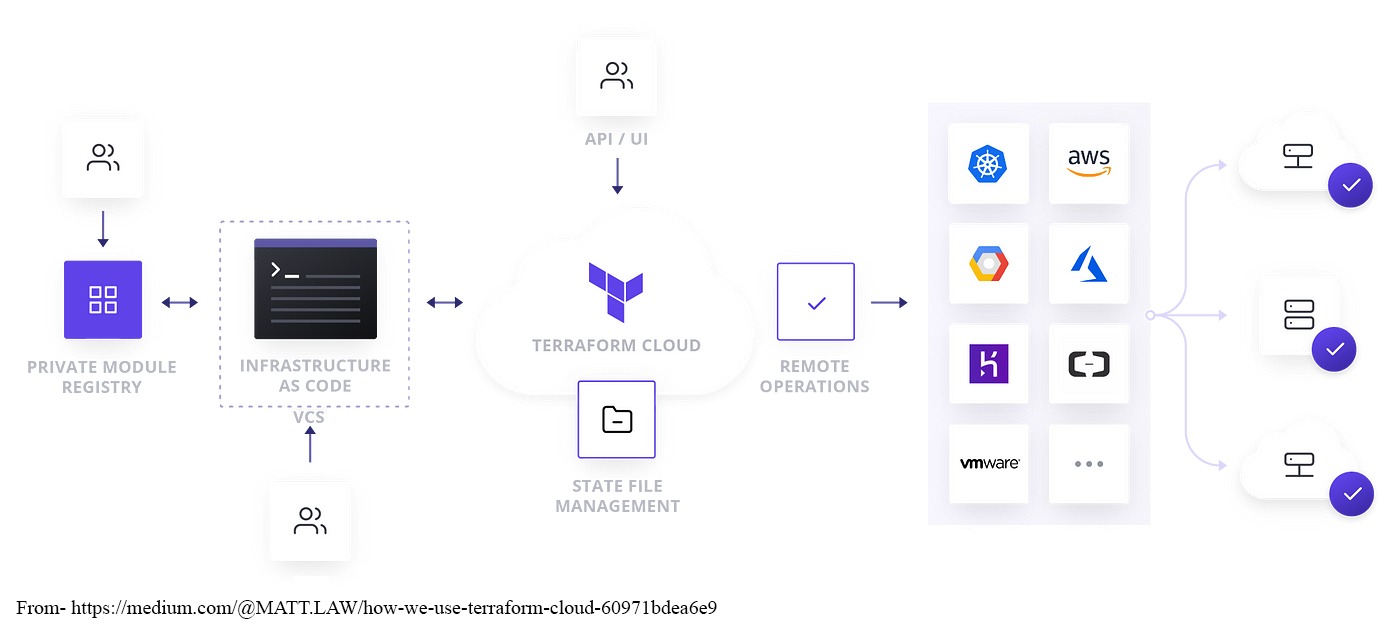 API / UI
PRIVATE MODULE
REGISTRY
INFRASTRUCTURE
AS CODE
VCS
TERRAFORM CLOUD
STATE FILE
MANAGEMENT
REMOTE
OPERATIONS
aws
vmware
From- https://medium.com/@MATT.LAW/how-we-use-terraform-cloud-60971bdea6e9